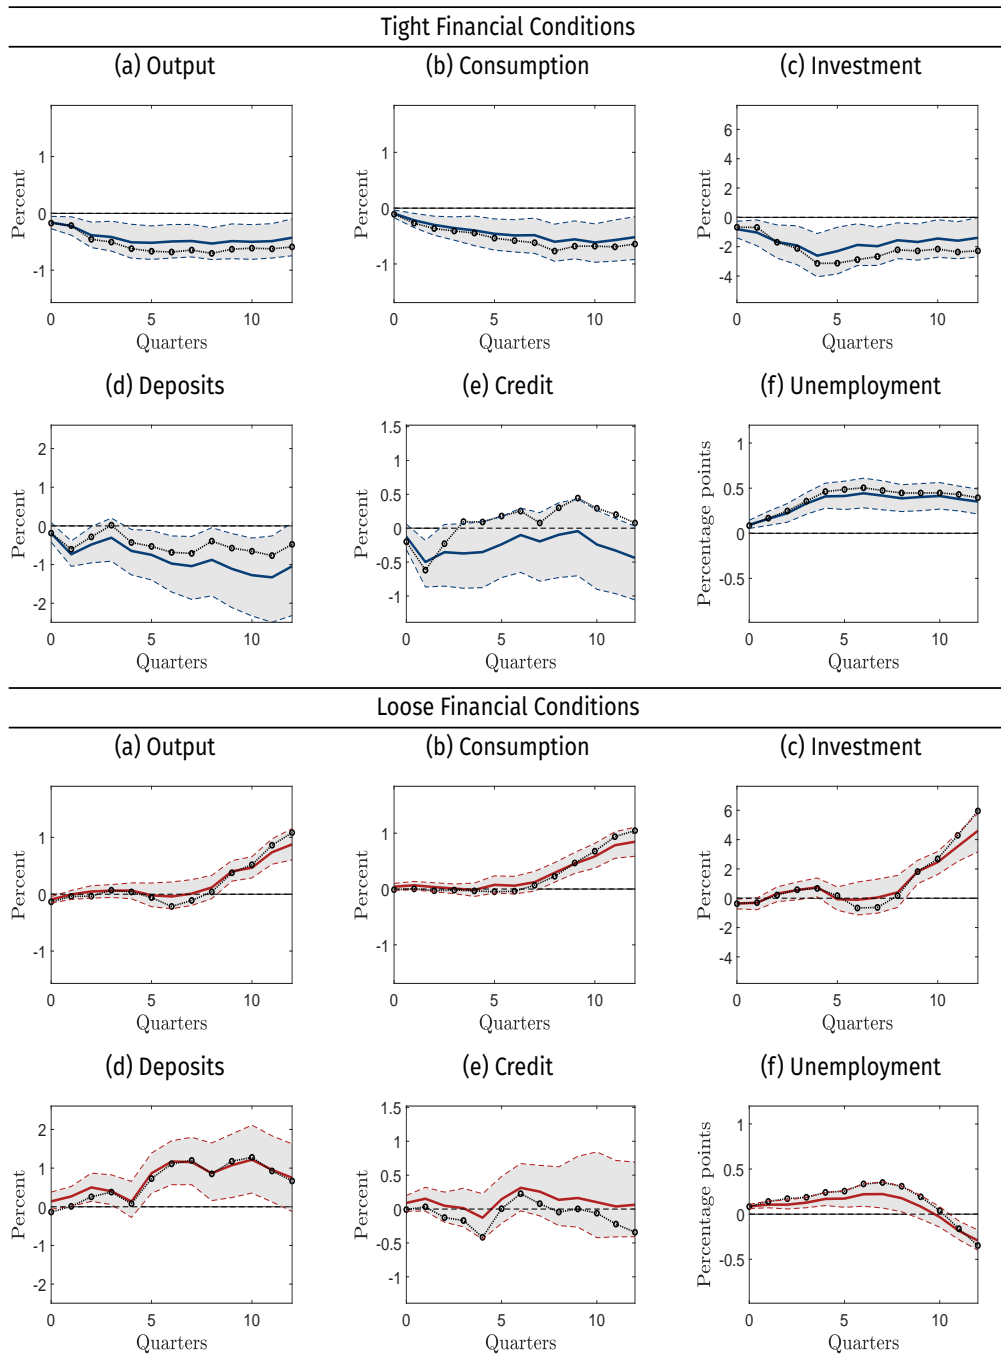 Tight Financial Conditions
(a) Output
(b) Consumption
(c) Investment
Percent
1
0
-1
0
5
10
Quarters
Percent
1
0
-1
0
5
10
Quarters
Percent
6
4
2
0
-2
-4
0
5
10
Quarters
(d) Deposits
(e) Credit
(f) Unemployment
Percent
2
1
0
-1
-2
0
5
10
Quarters
Percent
1.5
1
0.5
0
-0.5
-1
0
5
10
Quarters
Percentage points
1
0.5
0
-0.5
0
5
10
Quarters
Loose Financial Conditions
(a) Output
(b) Consumption
(c) Investment
Percent
1
0
-1
0
5
10
Quarters
Percent
1
0
-1
0
5
10
Quarters
Percent
6
4
2
0
-2
-4
0
5
10
Quarters
(d) Deposits
(e) Credit
(f) Unemployment
Percent
2
1
0
-1
-2
0
5
10
Quarters
Percent
1.5
1
0.5
0
-0.5
-1
0
5
10
Quarters
Percentage points
1
0.5
0
-0.5
0
5
10
Quarters